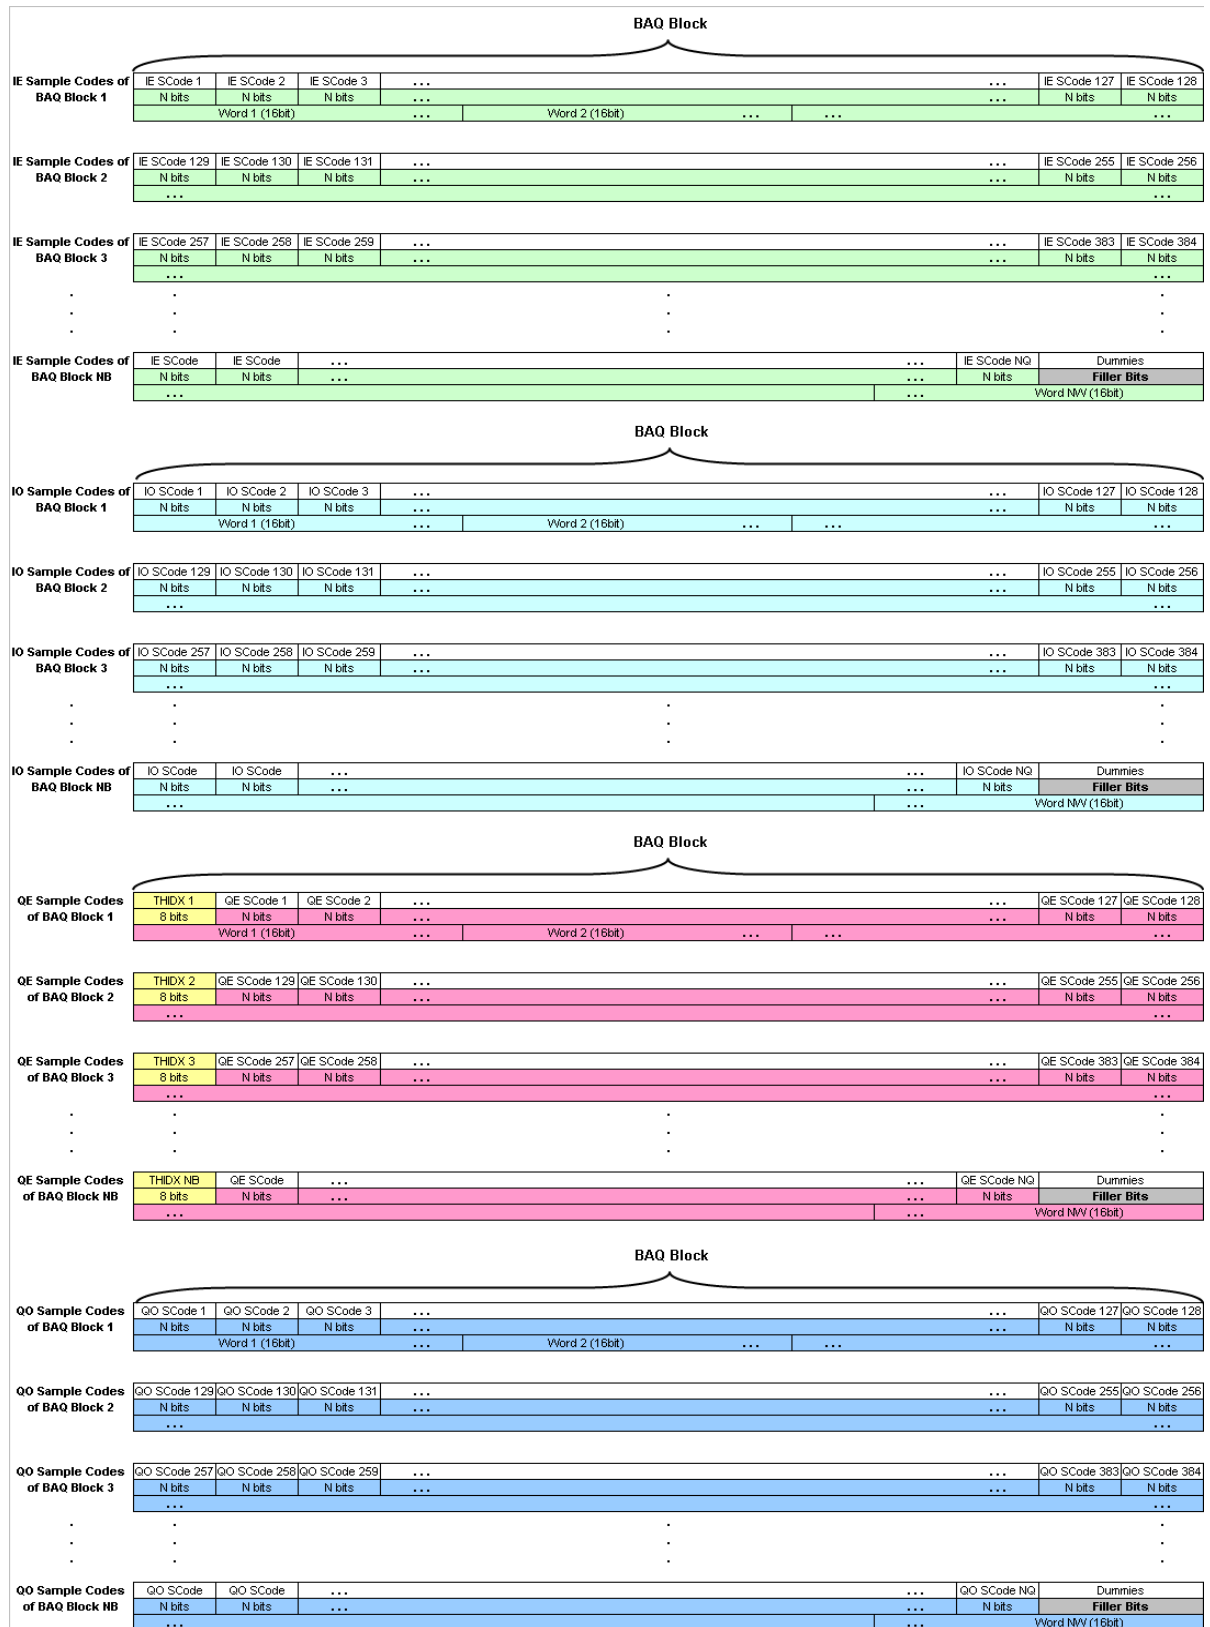 BAQ Block
IE Sample Codes of BAQ Block 1
IE SCode 1 IE SCode 2 IE SCode 3 ... ... IE SCode 127 IE SCode 128
N bits N bits N bits ... ... N bits N bits
Word 1 (16bit) ... Word 2 (16bit) ... ... ...
IE Sample Codes of BAQ Block 2
IE SCode 129 IE SCode 130 IE SCode 131 ... ... IE SCode 255 IE SCode 256
N bits N bits N bits ... ... N bits N bits
... ...
IE Sample Codes of BAQ Block 3
IE SCode 257 IE SCode 258 IE SCode 259 ... ... IE SCode 383 IE SCode 384
N bits N bits N bits ... ... N bits N bits
... ...
IE Sample Codes of BAQ Block NB
IE SCode IE SCode ... ... IE SCode NQ Dummies
N bits N bits ... ... N bits Filler Bits
... ... Word NW (16bit)
BAQ Block
IO Sample Codes of BAQ Block 1
IO SCode 1 IO SCode 2 IO SCode 3 ... ... IO SCode 127 IO SCode 128
N bits N bits N bits ... ... N bits N bits
Word 1 (16bit) ... Word 2 (16bit) ... ... ...
IO Sample Codes of BAQ Block 2
IO SCode 129 IO SCode 130 IO SCode 131 ... ... IO SCode 255 IO SCode 256
N bits N bits N bits ... ... N bits N bits
... ...
IO Sample Codes of BAQ Block 3
IO SCode 257 IO SCode 258 IO SCode 259 ... ... IO SCode 383 IO SCode 384
N bits N bits N bits ... ... N bits N bits
... ...
IO Sample Codes of BAQ Block NB
IO SCode IO SCode ... ... IO SCode NQ Dummies
N bits N bits ... ... N bits Filler Bits
... ... Word NW (16bit)
BAQ Block
QE Sample Codes of BAQ Block 1
THIDX 1 QE SCode 1 QE SCode 2 ... ... QE SCode 127 QE SCode 128
8 bits N bits N bits ... ... N bits N bits
Word 1 (16bit) ... Word 2 (16bit) ... ... ...
QE Sample Codes of BAQ Block 2
THIDX 2 QE SCode 129 QE SCode 130 ... ... QE SCode 255 QE SCode 256
8 bits N bits N bits ... ... N bits N bits
... ...
QE Sample Codes of BAQ Block 3
THIDX 3 QE SCode 257 QE SCode 258 ... ... QE SCode 383 QE SCode 384
8 bits N bits N bits ... ... N bits N bits
... ...
QE Sample Codes of BAQ Block NB
THIDX NB QE SCode ... ... QE SCode NQ Dummies
8 bits N bits ... ... N bits Filler Bits
... ... Word NW (16bit)
BAQ Block
QO Sample Codes of BAQ Block 1
QO SCode 1 QO SCode 2 QO SCode 3 ... ... QO SCode 127 QO SCode 128
N bits N bits N bits ... ... N bits N bits
Word 1 (16bit) ... Word 2 (16bit) ... ... ...
QO Sample Codes of BAQ Block 2
QO SCode 129 QO SCode 130 QO SCode 131 ... ... QO SCode 255 QO SCode 256
N bits N bits N bits ... ... N bits N bits
... ...
QO Sample Codes of BAQ Block 3
QO SCode 257 QO SCode 258 QO SCode 259 ... ... QO SCode 383 QO SCode 384
N bits N bits N bits ... ... N bits N bits
... ...
QO Sample Codes of BAQ Block NB
QO SCode QO SCode ... ... QO SCode NQ Dummies
N bits N bits ... ... N bits Filler Bits
... ... Word NW (16bit)